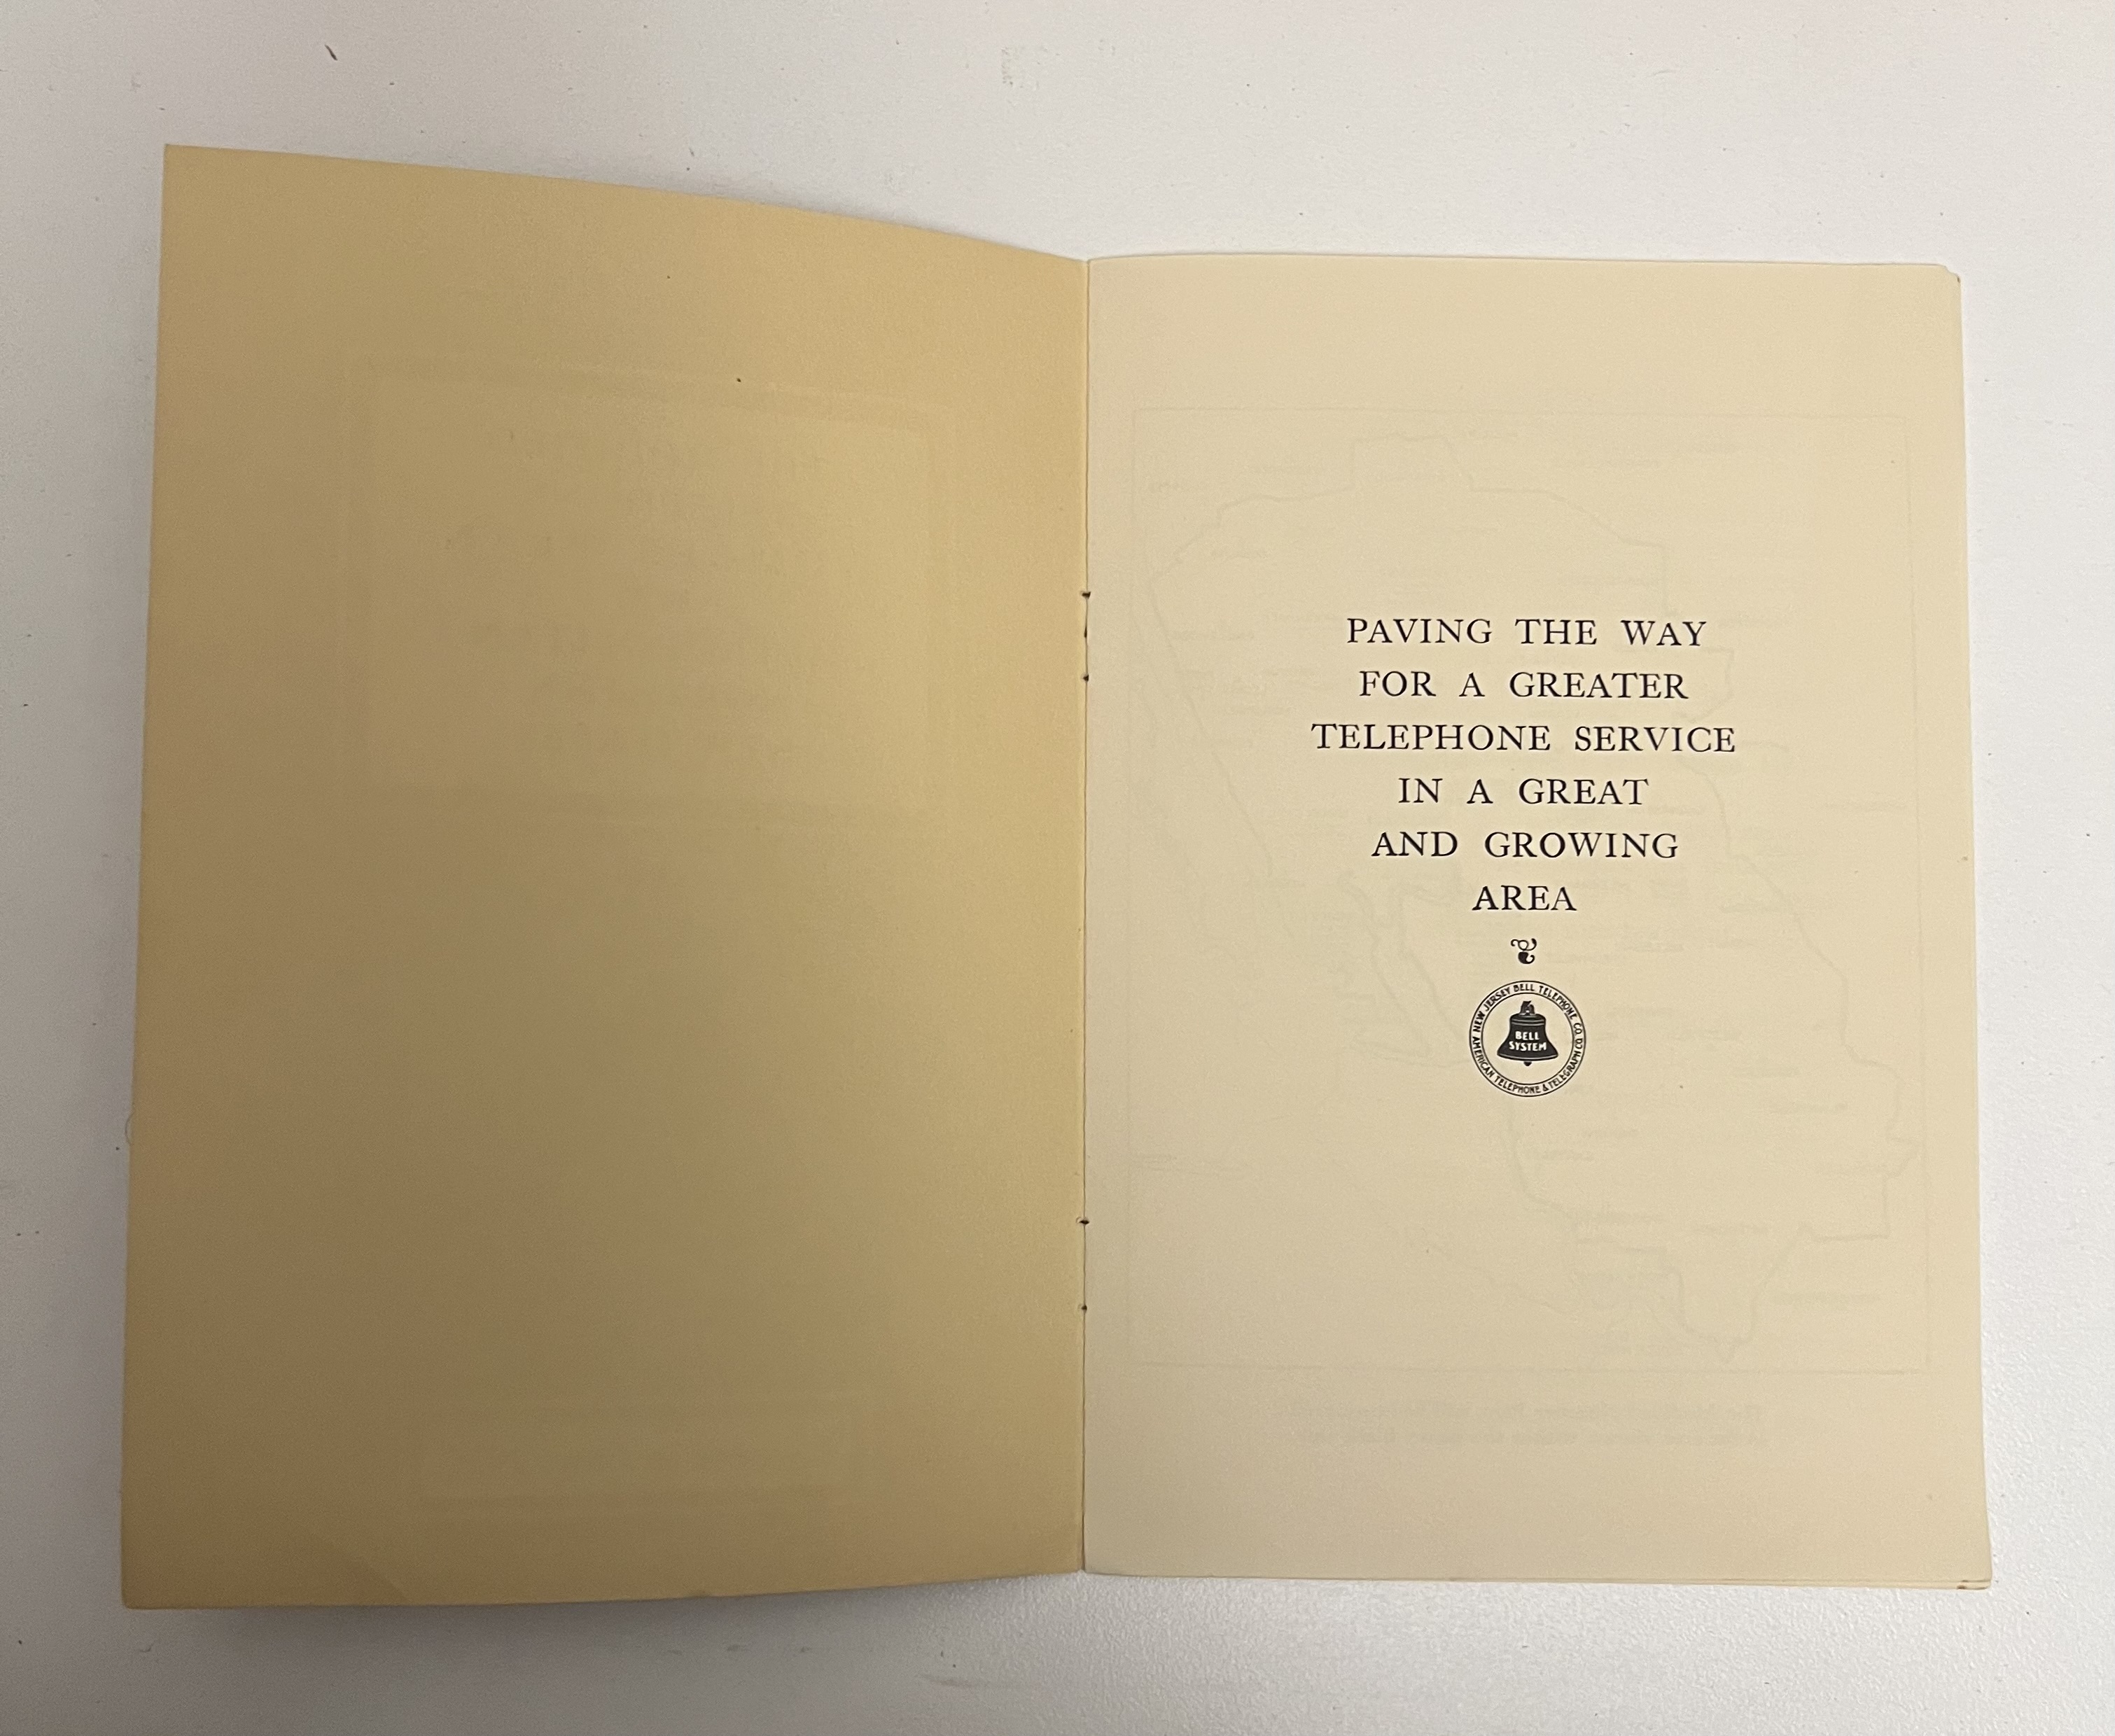 PAVING THE WAY
FOR A GREATER
TELEPHONE SERVICE
IN A GREAT
AND GROWING
AREA
NEW JERSEY BELL TELEPHONE CO.
BELL
SYSTEM
AMERICAN TELEPHONE & TELEGRAPH CO.